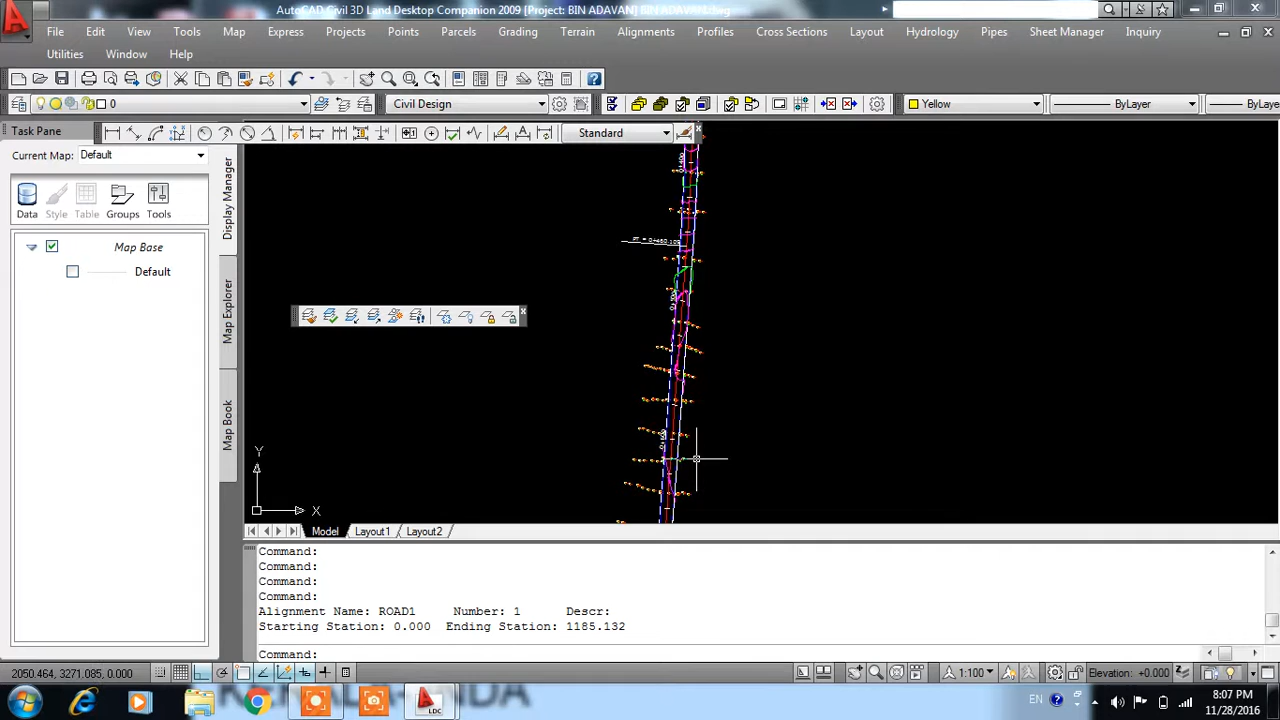 AutoCAD Civil 3D Land Desktop Companion 2009 [Project: BIN ADAVAN] BIN ADAVAN.dwg
File Edit View Tools Map Express Projects Points Parcels Grading Terrain Alignments Profiles Cross Sections Layout Hydrology Pipes Sheet Manager Inquiry
Utilities Window Help
0 Civil Design Yellow ByLayer ByLayer
Task Pane Standard
Current Map: Default
Data Style Table Groups Tools
Display Manager
Map Explorer
Map Book
Map Base
Default
Y
X
Model Layout1 Layout2
Command:
Command:
Command:
Command:
Alignment Name: ROAD1 Number: 1 Descr:
Starting Station: 0.000 Ending Station: 1185.132
Command:
2050.464, 3271.085, 0.000 1:100 Elevation: +0.000
LDC
EN
8:07 PM
11/28/2016